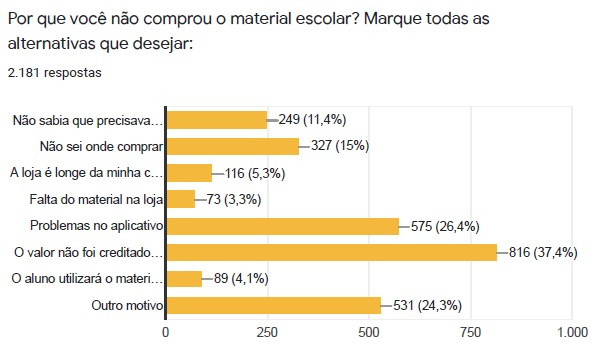 Por que você não comprou o material escolar? Marque todas as
alternativas que desejar:
2.181 respostas
Não sabia que precisava…
249 (11,4%)
Não sei onde comprar
327 (15%)
A loja é longe da minha c…
116 (5,3%)
Falta do material na loja
73 (3,3%)
Problemas no aplicativo
575 (26,4%)
O valor não foi creditado…
816 (37,4%)
O aluno utilizará o materi…
89 (4,1%)
Outro motivo
531 (24,3%)
0 250 500 750 1.000